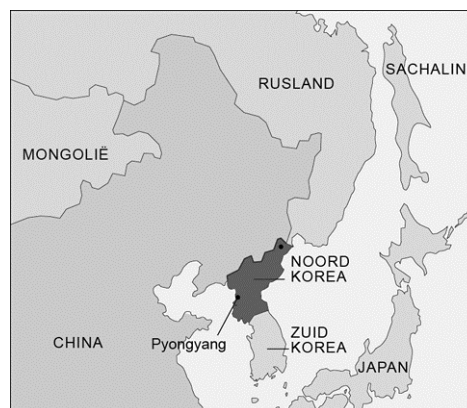 SACHALIN
RUSLAND
MONGOLIË
NOORD
KOREA
ZUID
KOREA
Pyongyang
CHINA
JAPAN